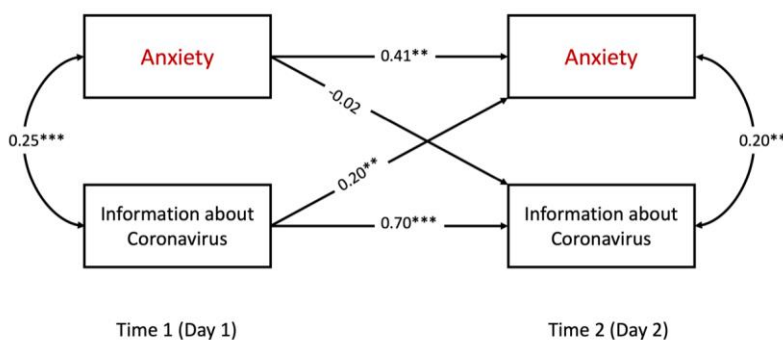 Anxiety
0.41**
Anxiety
-0.02
0.25***
0.20**
0.20**
Information about
Coronavirus
0.70***
Information about
Coronavirus
Time 1 (Day 1)
Time 2 (Day 2)